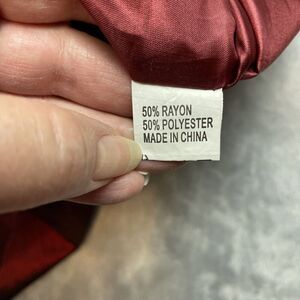 50% RAYON
50% POLYESTER
MADE IN CHINA